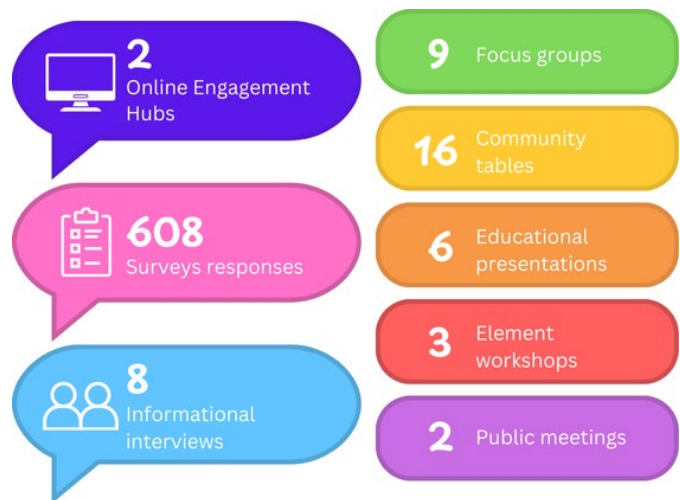 2
Online Engagement
Hubs
608
Surveys responses
8
Informational
interviews
9 Focus groups
16 Community
tables
6 Educational
presentations
3 Element
workshops
2 Public meetings